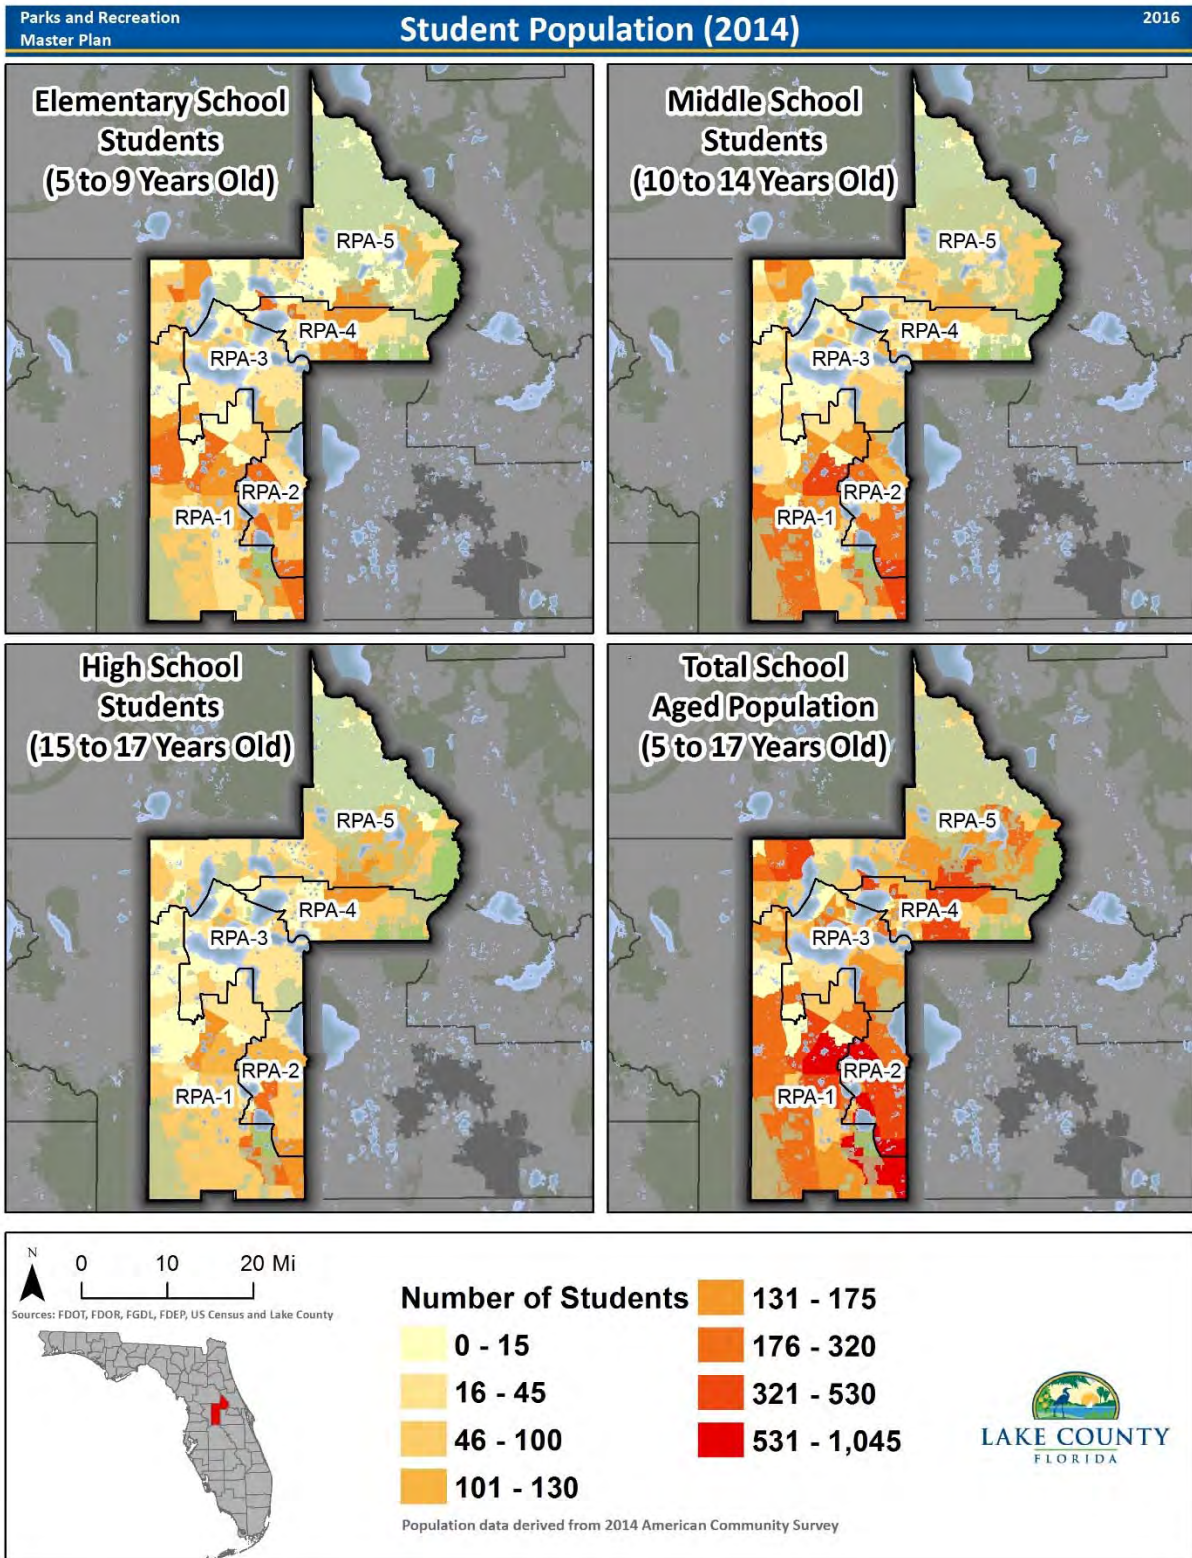 Parks and Recreation
Master Plan
Student Population (2014)
2016
Elementary School
Students
(5 to 9 Years Old)
RPA-5
RPA-4
RPA-3
RPA-2
RPA-1
Middle School
Students
(10 to 14 Years Old)
RPA-5
RPA-4
RPA-3
RPA-2
RPA-1
High School
Students
(15 to 17 Years Old)
RPA-5
RPA-4
RPA-3
RPA-2
RPA-1
Total School
Aged Population
(5 to 17 Years Old)
RPA-5
RPA-4
RPA-3
RPA-2
RPA-1
N
0 10 20 Mi
Sources: FDOT, FDOR, FGDL, FDEP, US Census and Lake County
Number of Students
0 - 15
16 - 45
46 - 100
101 - 130
131 - 175
176 - 320
321 - 530
531 - 1,045
Population data derived from 2014 American Community Survey
LAKE COUNTY
FLORIDA